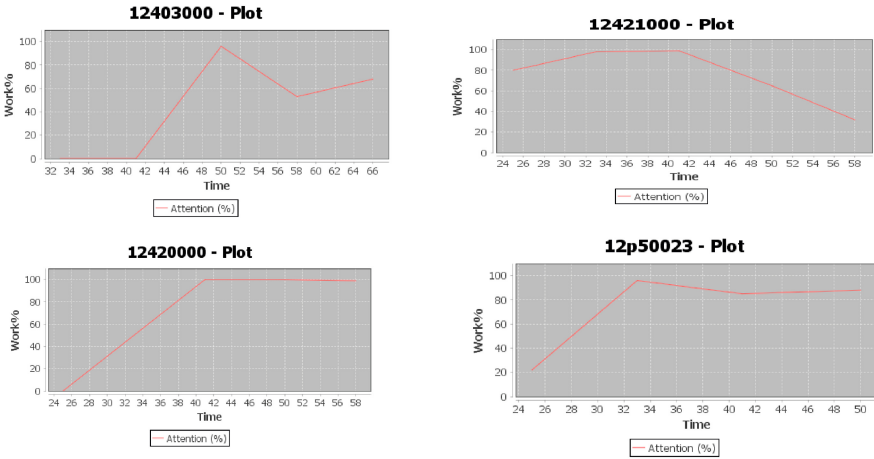 12403000 - Plot
Work%
100
80
60
40
20
0
32 34 36 38 40 42 44 46 48 50 52 54 56 58 60 62 64 66
Time
Attention (%)
12421000 - Plot
Work%
100
80
60
40
20
0
24 26 28 30 32 34 36 38 40 42 44 46 48 50 52 54 56 58
Time
Attention (%)
12420000 - Plot
Work%
100
80
60
40
20
0
24 26 28 30 32 34 36 38 40 42 44 46 48 50 52 54 56 58
Time
Attention (%)
12p50023 - Plot
Work%
100
80
60
40
20
0
24 26 28 30 32 34 36 38 40 42 44 46 48 50
Time
Attention (%)